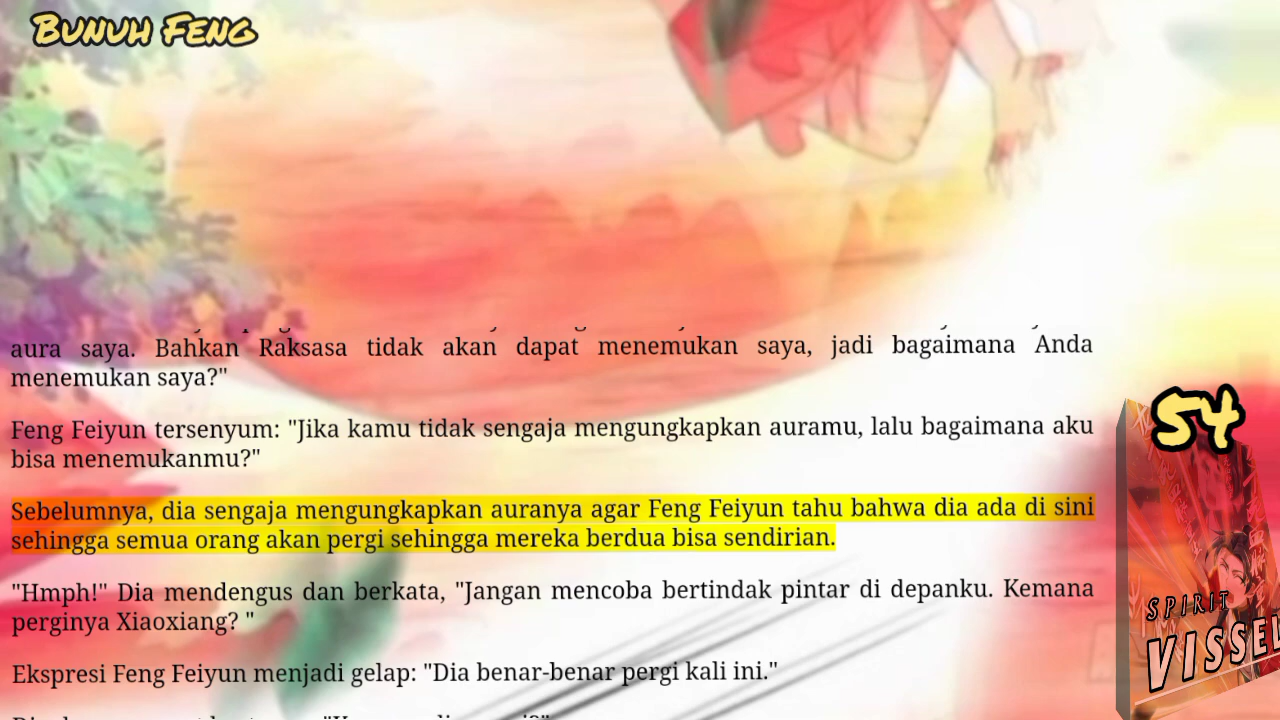 BUNUH FENG
aura saya. Bahkan Raksasa tidak akan dapat menemukan saya, jadi bagaimana Anda
menemukan saya?"
Feng Feiyun tersenyum: "Jika kamu tidak sengaja mengungkapkan auramu, lalu bagaimana aku
bisa menemukanmu?"
Sebelumnya, dia sengaja mengungkapkan auranya agar Feng Feiyun tahu bahwa dia ada di sini
sehingga semua orang akan pergi sehingga mereka berdua bisa sendirian.
"Hmph!" Dia mendengus dan berkata, "Jangan mencoba bertindak pintar di depanku. Kemana
perginya Xiaoxiang? "
Ekspresi Feng Feiyun menjadi gelap: "Dia benar-benar pergi kali ini."
54
SPIRIT
VISSEL